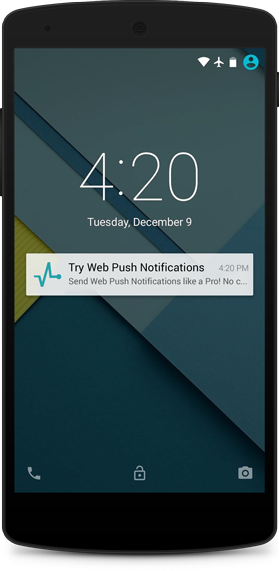 4:20
Tuesday, December 9
Try Web Push Notifications 4:20 PM
Send Web Push Notifications like a Pro! No c...